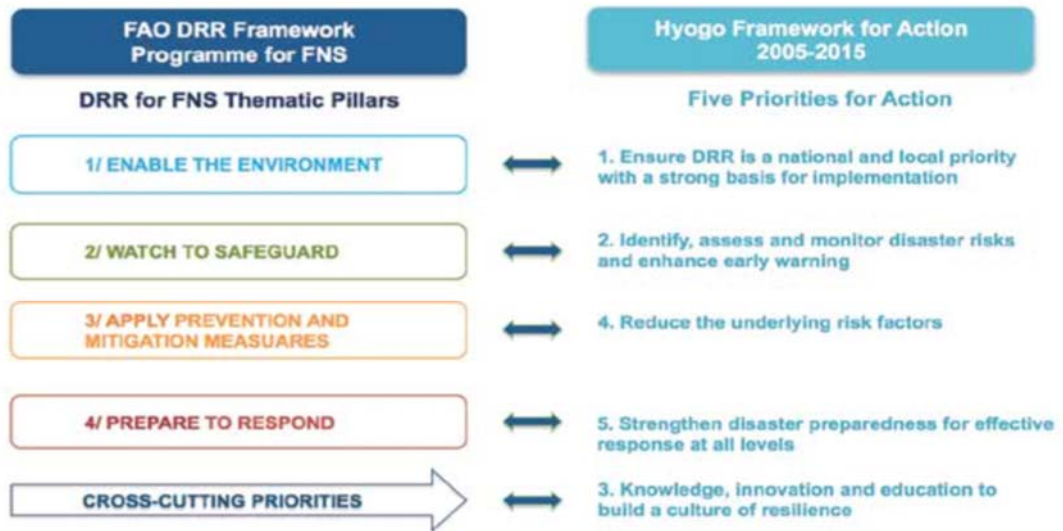 FAO DRR Framework
Programme for FNS
Hyogo Framework for Action
2005-2015
DRR for FNS Thematic Pillars
Five Priorities for Action
1/ ENABLE THE ENVIRONMENT
1. Ensure DRR is a national and local priority
with a strong basis for implementation
2/ WATCH TO SAFEGUARD
2. Identify, assess and monitor disaster risks
and enhance early warning
3/ APPLY PREVENTION AND
MITIGATION MEASUARES
4. Reduce the underlying risk factors
4/ PREPARE TO RESPOND
5. Strengthen disaster preparedness for effective
response at all levels
CROSS-CUTTING PRIORITIES
3. Knowledge, innovation and education to
build a culture of resilience